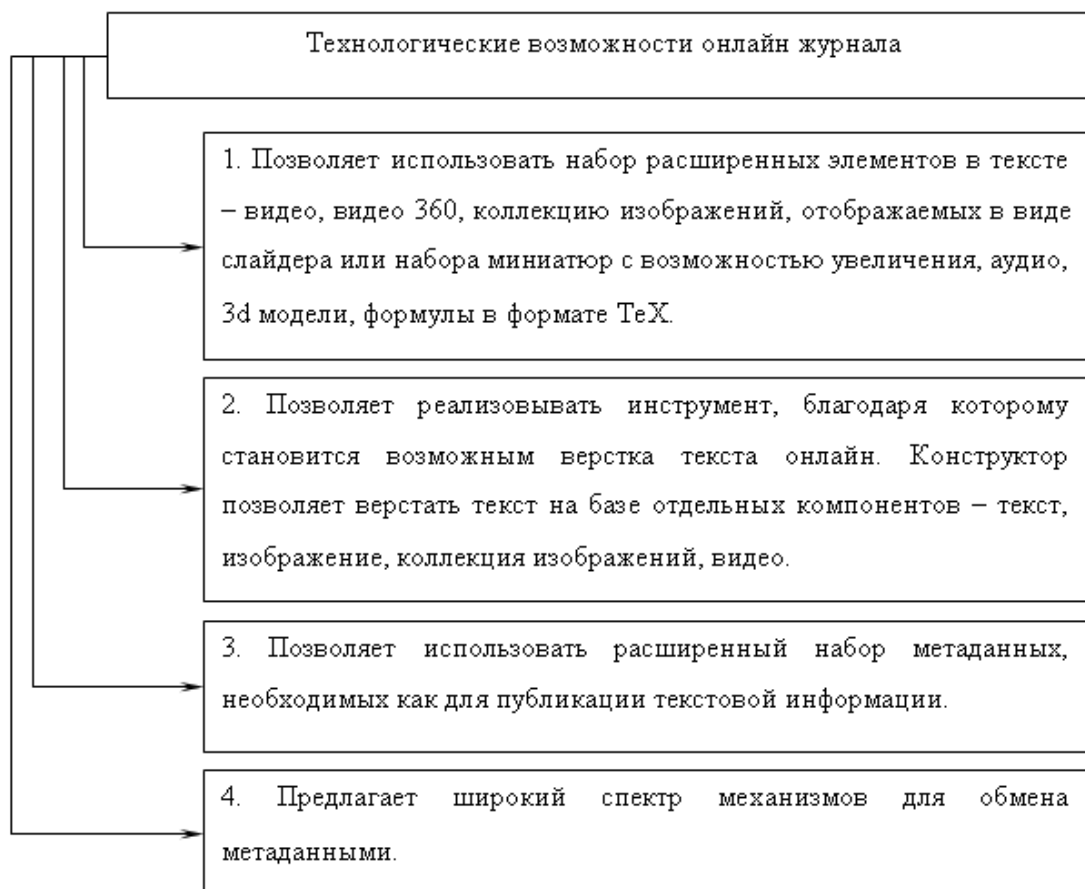 Технологические возможности онлайн журнала
1. Позволяет использовать набор расширенных элементов в тексте
– видео, видео 360, коллекцию изображений, отображаемых в виде
слайдера или набора миниатюр с возможностью увеличения, аудио,
3d модели, формулы в формате TeX.
2. Позволяет реализовывать инструмент, благодаря которому
становится возможным верстка текста онлайн. Конструктор
позволяет верстать текст на базе отдельных компонентов – текст,
изображение, коллекция изображений, видео.
3. Позволяет использовать расширенный набор метаданных,
необходимых как для публикации текстовой информации.
4. Предлагает широкий спектр механизмов для обмена
метаданными.